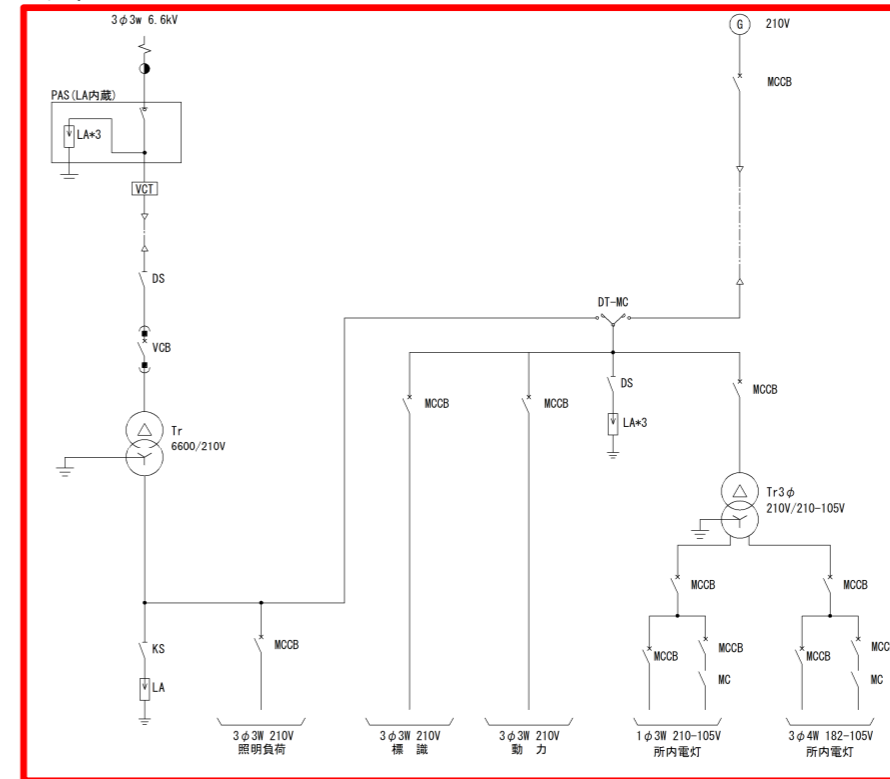 3φ3w 6.6kV
G 210V
MCCB
PAS(LA内蔵)
LA*3
VCT
DS
DT-MC
VCB
DS
MCCB
MCCB
MCCB
LA*3
Tr
6600/210V
Tr3φ
210V/210-105V
MCCB
MCCB
KS
MCCB
MCCB
MCCB
MCCB
MCC
LA
MC
MC
3φ3W 210V
照明負荷
3φ3W 210V
標 識
3φ3W 210V
動 力
1φ3W 210-105V
所内電灯
3φ4W 182-105V
所内電灯